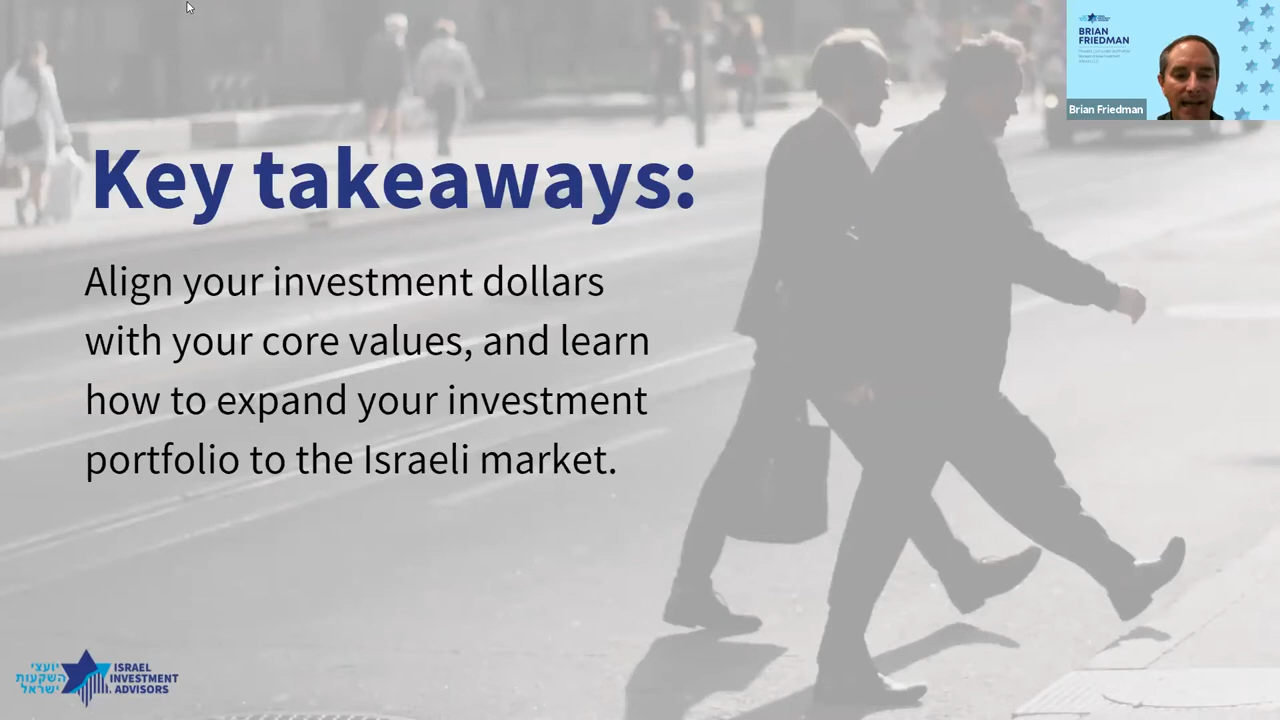 BRIAN
FRIEDMAN
Brian Friedman
Key takeaways:
Align your investment dollars
with your core values, and learn
how to expand your investment
portfolio to the Israeli market.
יועצי
השקעות
ישראל
ISRAEL
INVESTMENT
ADVISORS